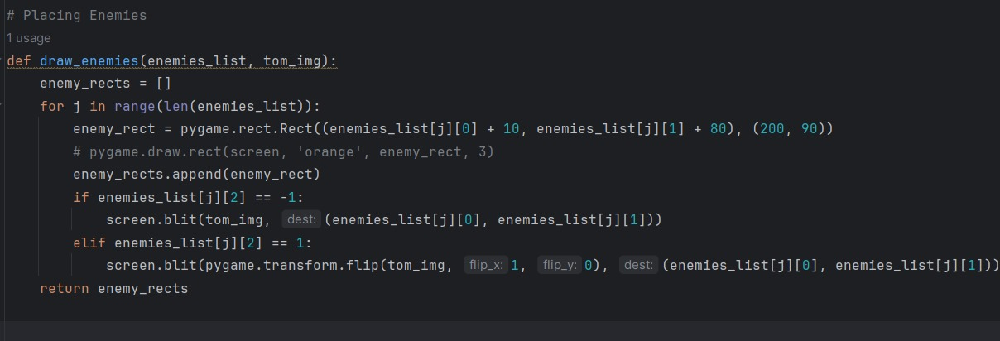 # Placing Enemies
1 usage
def draw_enemies(enemies_list, tom_img):
    enemy_rects = []
    for j in range(len(enemies_list)):
        enemy_rect = pygame.rect.Rect((enemies_list[j][0] + 10, enemies_list[j][1] + 80), (200, 90))
        # pygame.draw.rect(screen, 'orange', enemy_rect, 3)
        enemy_rects.append(enemy_rect)
        if enemies_list[j][2] == -1:
            screen.blit(tom_img, dest: (enemies_list[j][0], enemies_list[j][1]))
        elif enemies_list[j][2] == 1:
            screen.blit(pygame.transform.flip(tom_img, flip_x: 1, flip_y: 0), dest: (enemies_list[j][0], enemies_list[j][1]))
    return enemy_rects